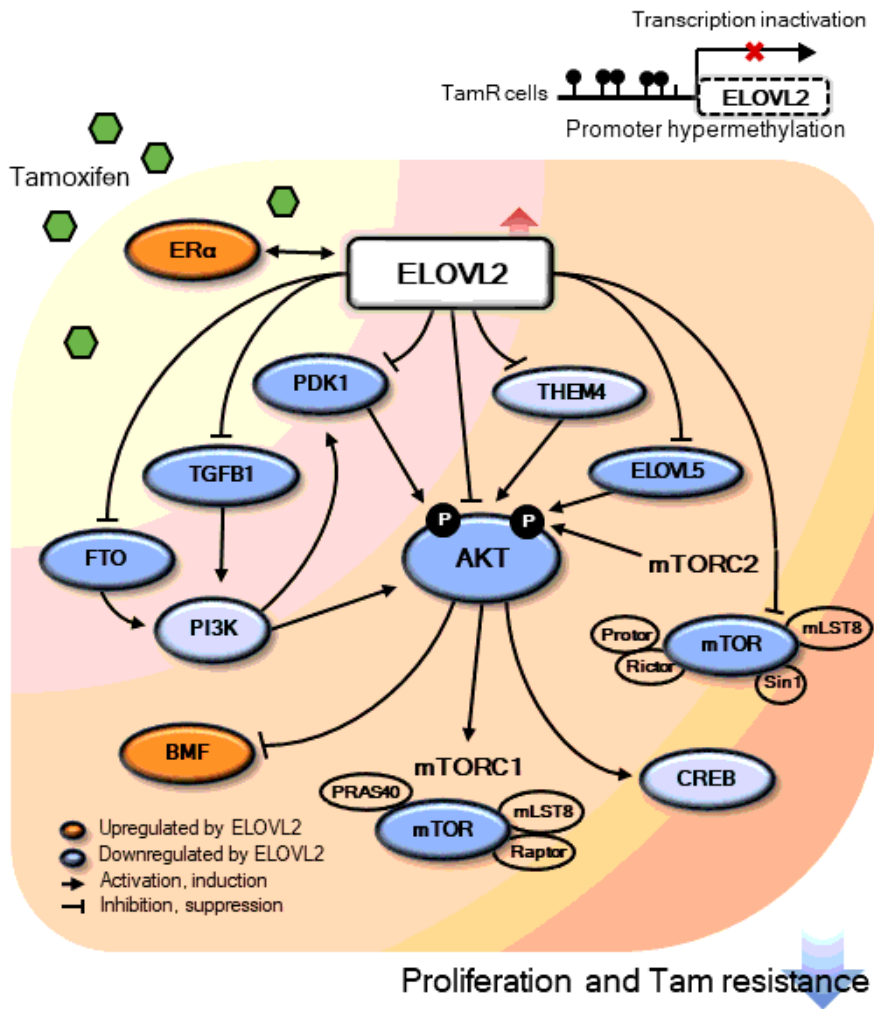 Transcription inactivation
TamR cells
ELOVL2
Promoter hypermethylation
Tamoxifen
ERα
ELOVL2
PDK1
THEM4
TGFB1
ELOVL5
P
P
FTO
AKT
mTORC2
PI3K
Protor
mTOR
mLST8
Rictor
Sin1
BMF
mTORC1
CREB
PRAS40
mTOR
mLST8
Raptor
Upregulated by ELOVL2
Downregulated by ELOVL2
Activation, induction
Inhibition, suppression
Proliferation and Tam resistance